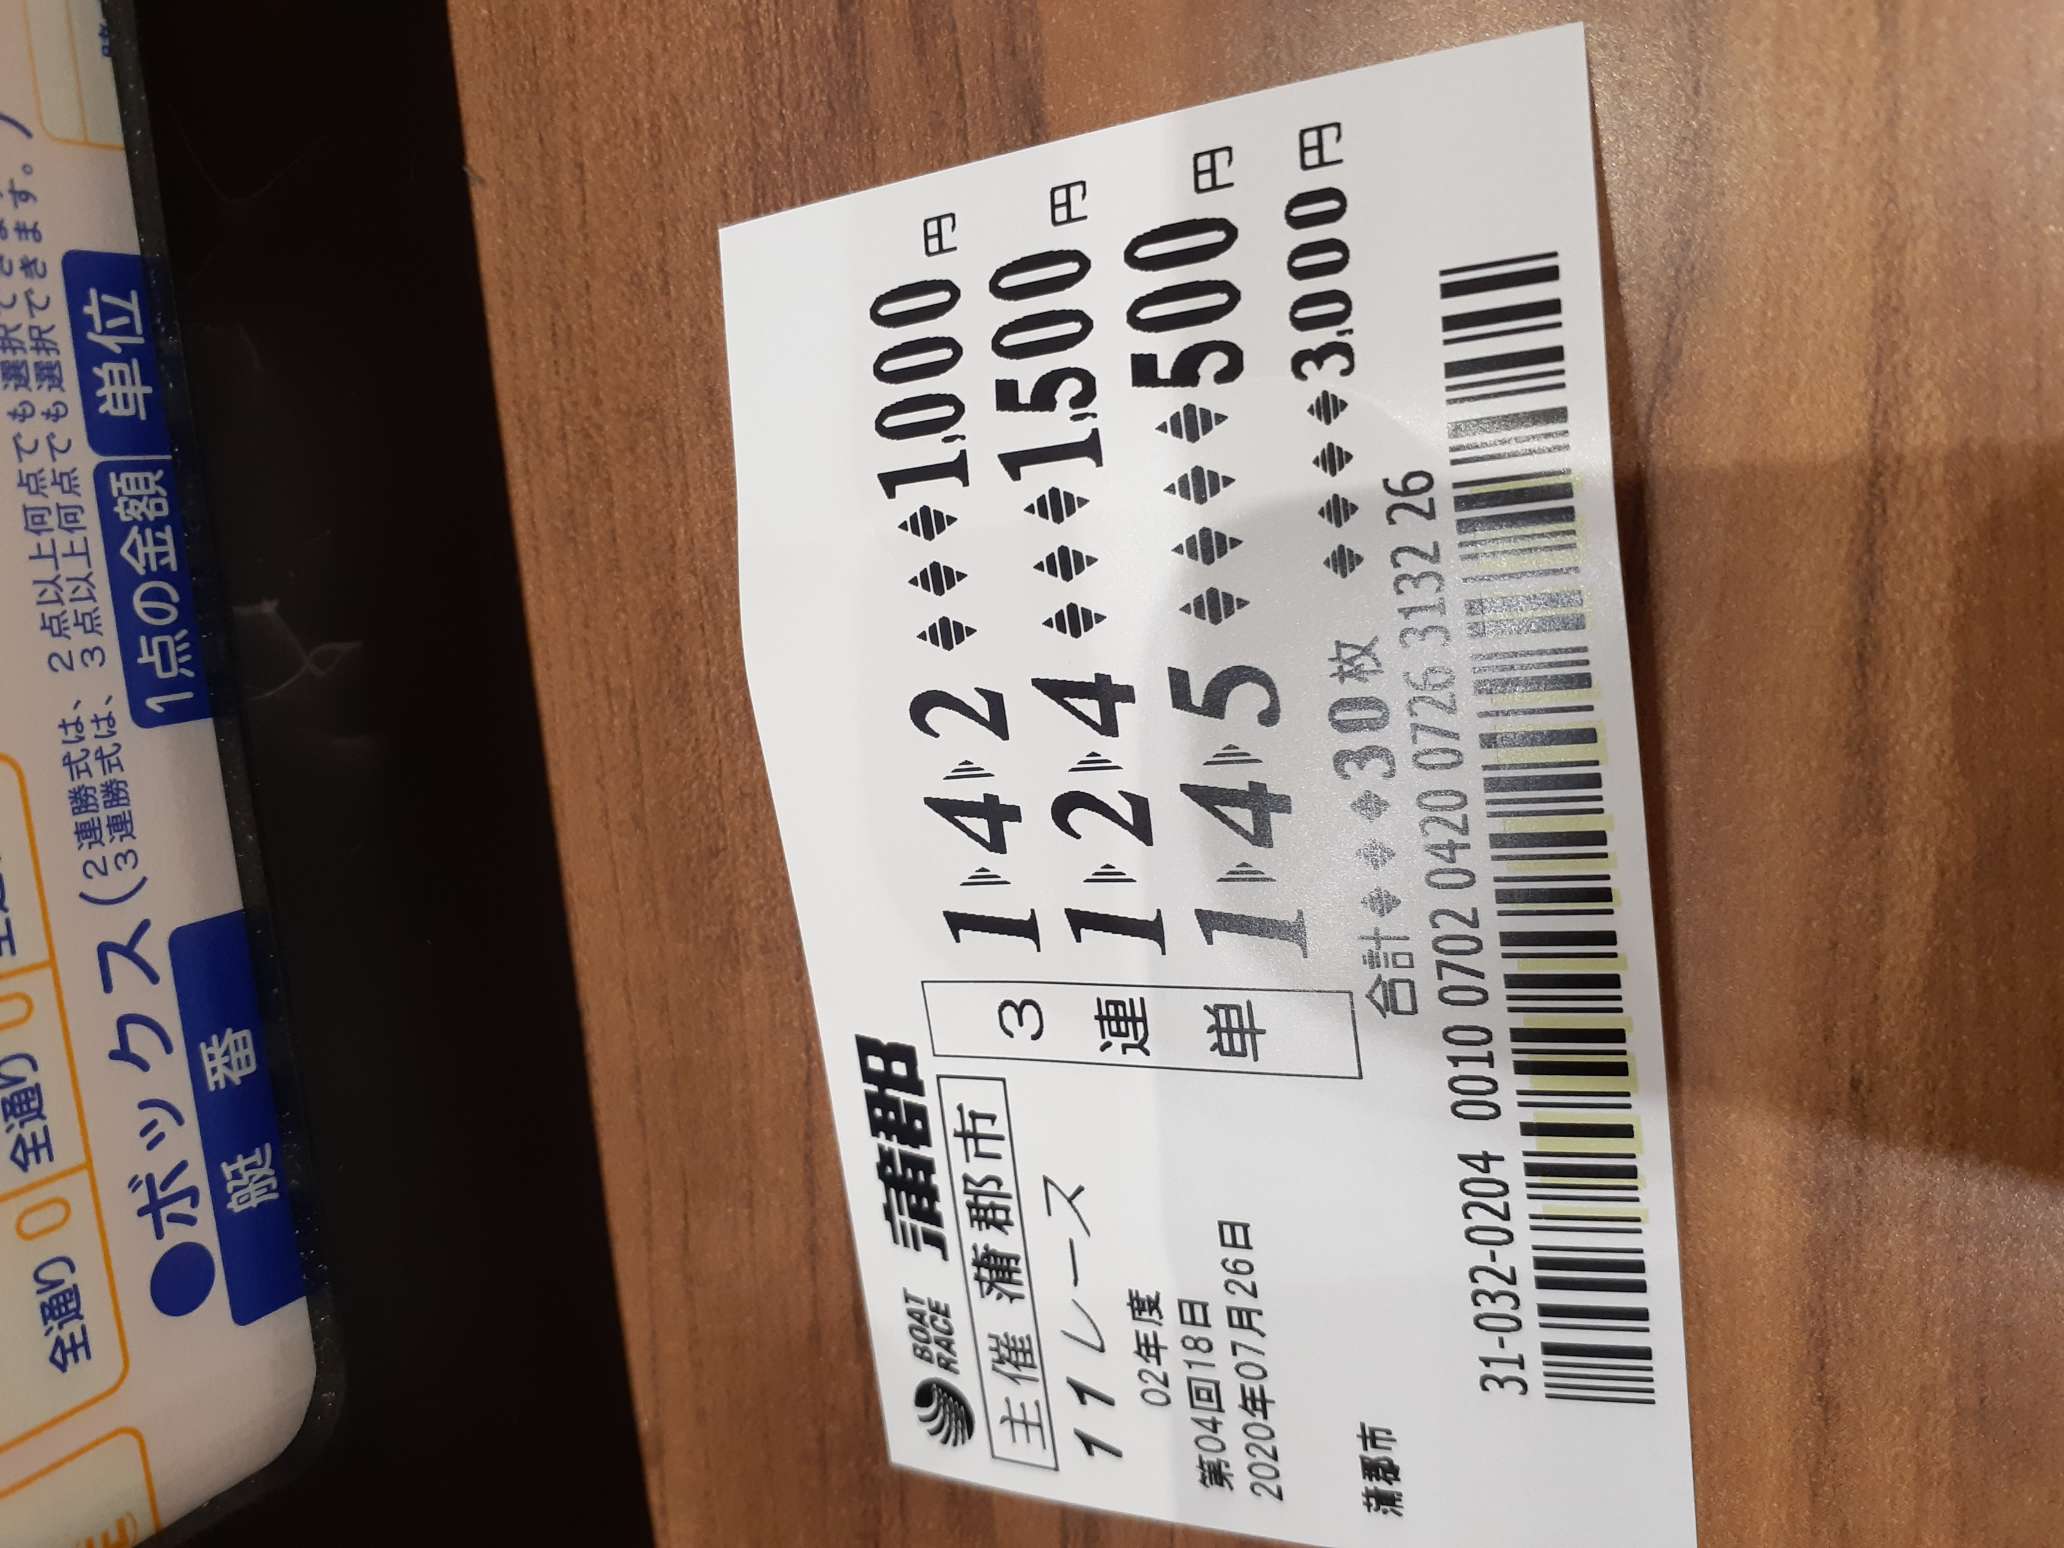 全通り 0 全通り 0
●ボックス(2連勝式は、2点以上何点でも選択できます。
3連勝式は、3点以上何点でも選択できます。)
艇 番
1点の金額
単位
BOAT RACE 蒲郡
主催 蒲郡市
11レース
02年度
第04回18日
2020年07月26日
蒲郡市
3連単
1▶4▶2 ◆◆◆1,000円
1▶2▶4 ◆◆◆1,500円
1▶4▶5 ◆◆◆◆500円
合計◆◆◆30枚 ◆◆◆◆3,000円
31-032-0204 0010 0702 0420 0726 3132 26